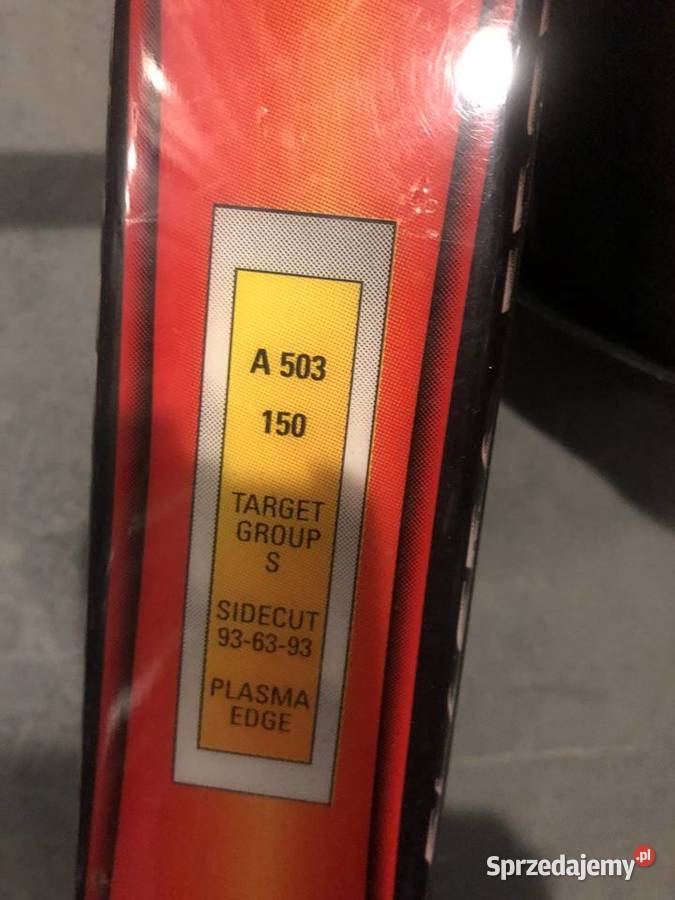 A 503
150
TARGET
GROUP
S
SIDECUT
93-63-93
PLASMA
EDGE
Sprzedajemy.pl